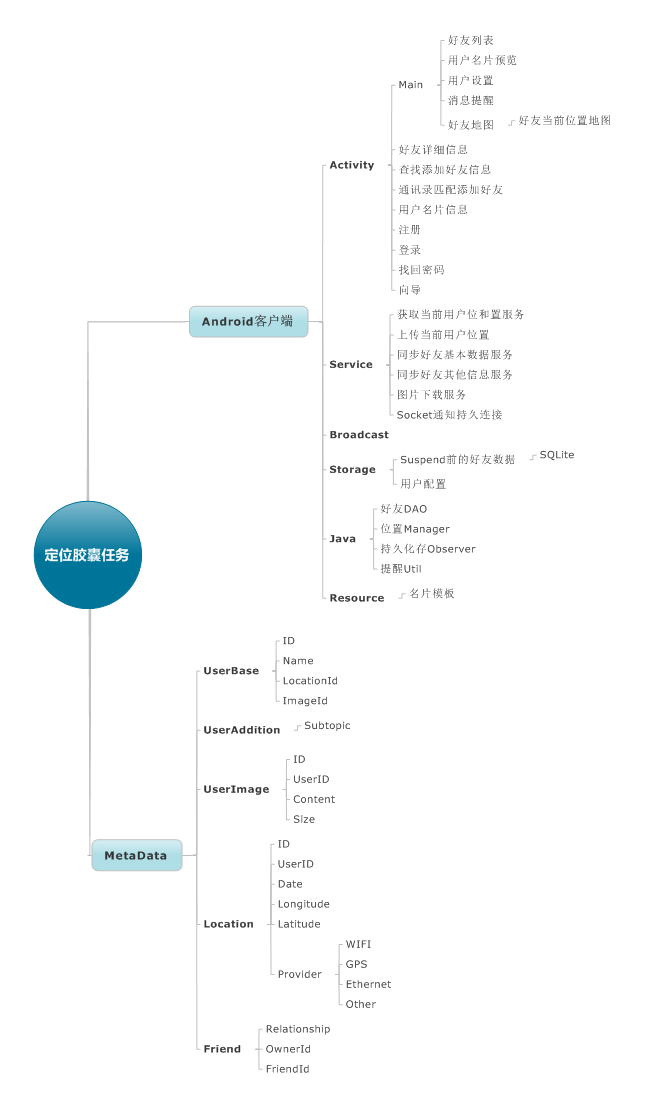 定位胶囊任务
Android客户端
Activity
Main
好友列表
用户名片预览
用户设置
消息提醒
好友地图
好友当前位置地图
好友详细信息
查找添加好友信息
通讯录匹配添加好友
用户名片信息
注册
登录
找回密码
向导
Service
获取当前用户位和置服务
上传当前用户位置
同步好友基本数据服务
同步好友其他信息服务
图片下载服务
Socket通知持久连接
Broadcast
Storage
Suspend前的好友数据
SQLite
用户配置
Java
好友DAO
位置Manager
持久化存Observer
提醒Util
Resource
名片模板
MetaData
UserBase
ID
Name
LocationId
ImageId
UserAddition
Subtopic
UserImage
ID
UserID
Content
Size
Location
ID
UserID
Date
Longitude
Latitude
Provider
WIFI
GPS
Ethernet
Other
Friend
Relationship
OwnerId
FriendId